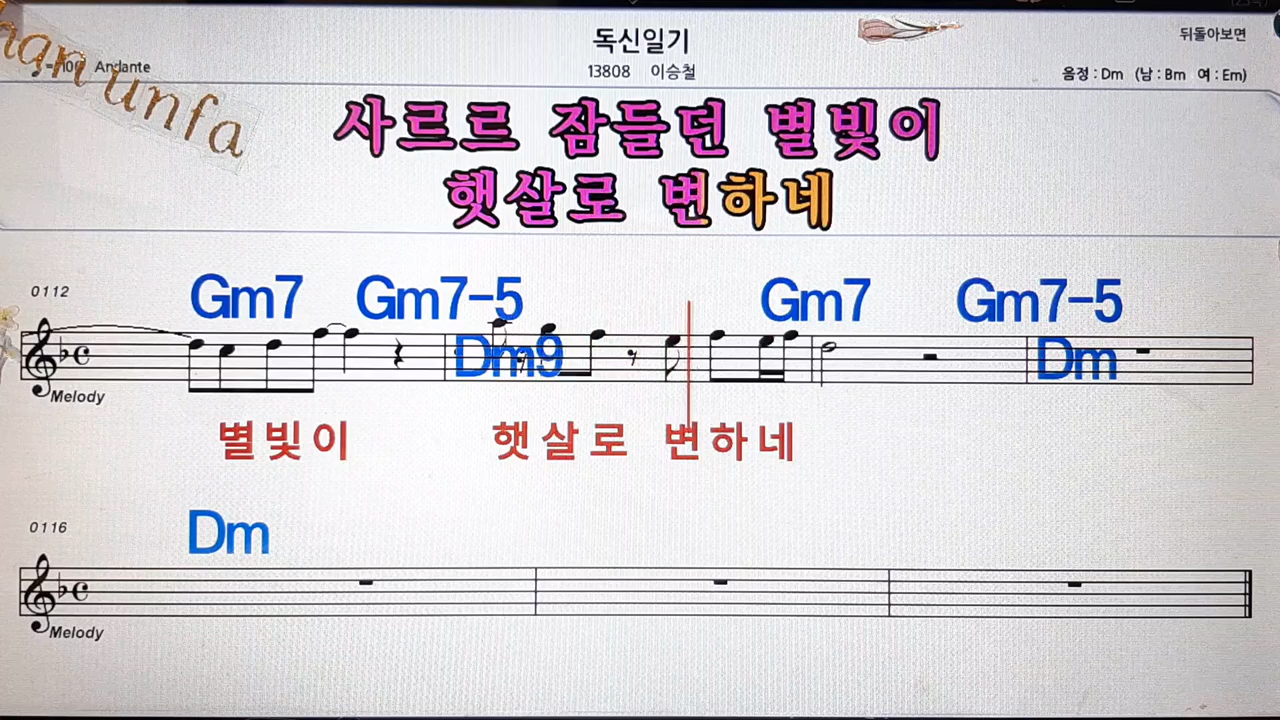 독신일기
뒤돌아보면
Andante
13808 이승철
음정 : Dm (남 : Bm 여 : Em)
unfa
사르르 잠들던 별빛이
햇살로 변하네
0112
Gm7 Gm7-5 Gm7 Gm7-5
Dm9 Dm
Melody
별빛이 햇살로 변하네
0116
Dm
Melody